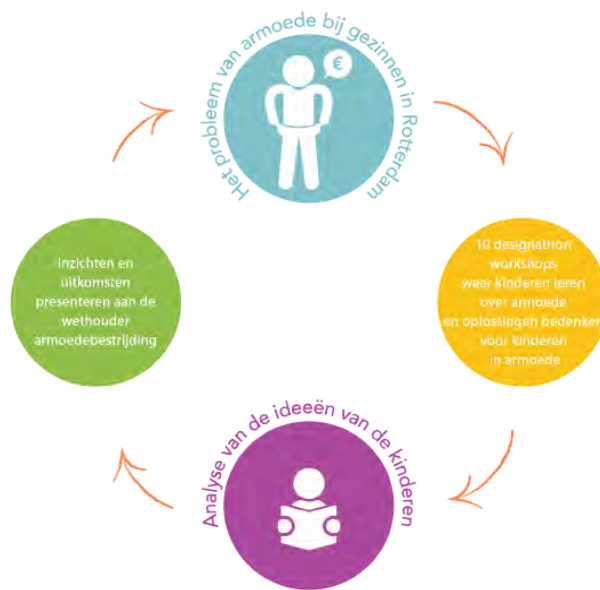 Het probleem van armoede bij gezinnen in Rotterdam
€
10 designathon
workshops
waar kinderen leren
over armoede
en oplossingen bedenken
voor kinderen
in armoede
Analyse van de ideeën van de kinderen
Inzichten en
uitkomsten
presenteren aan de
wethouder
armoedebestrijding